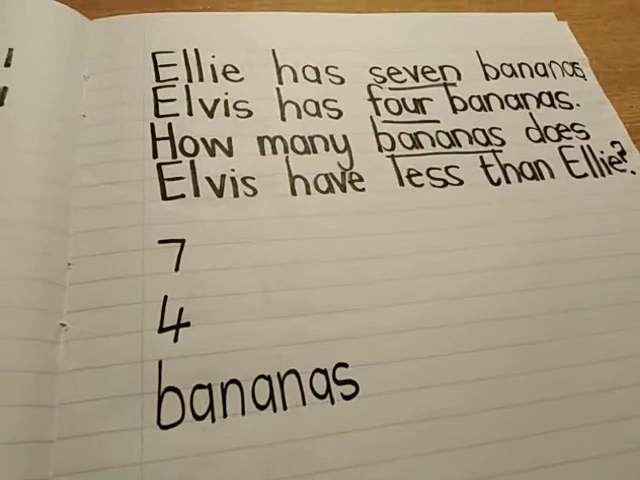 Ellie has seven bananas
Elvis has four bananas.
How many bananas does
Elvis have less than Ellie?
7
4
bananas